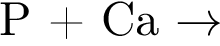 P + Ca →